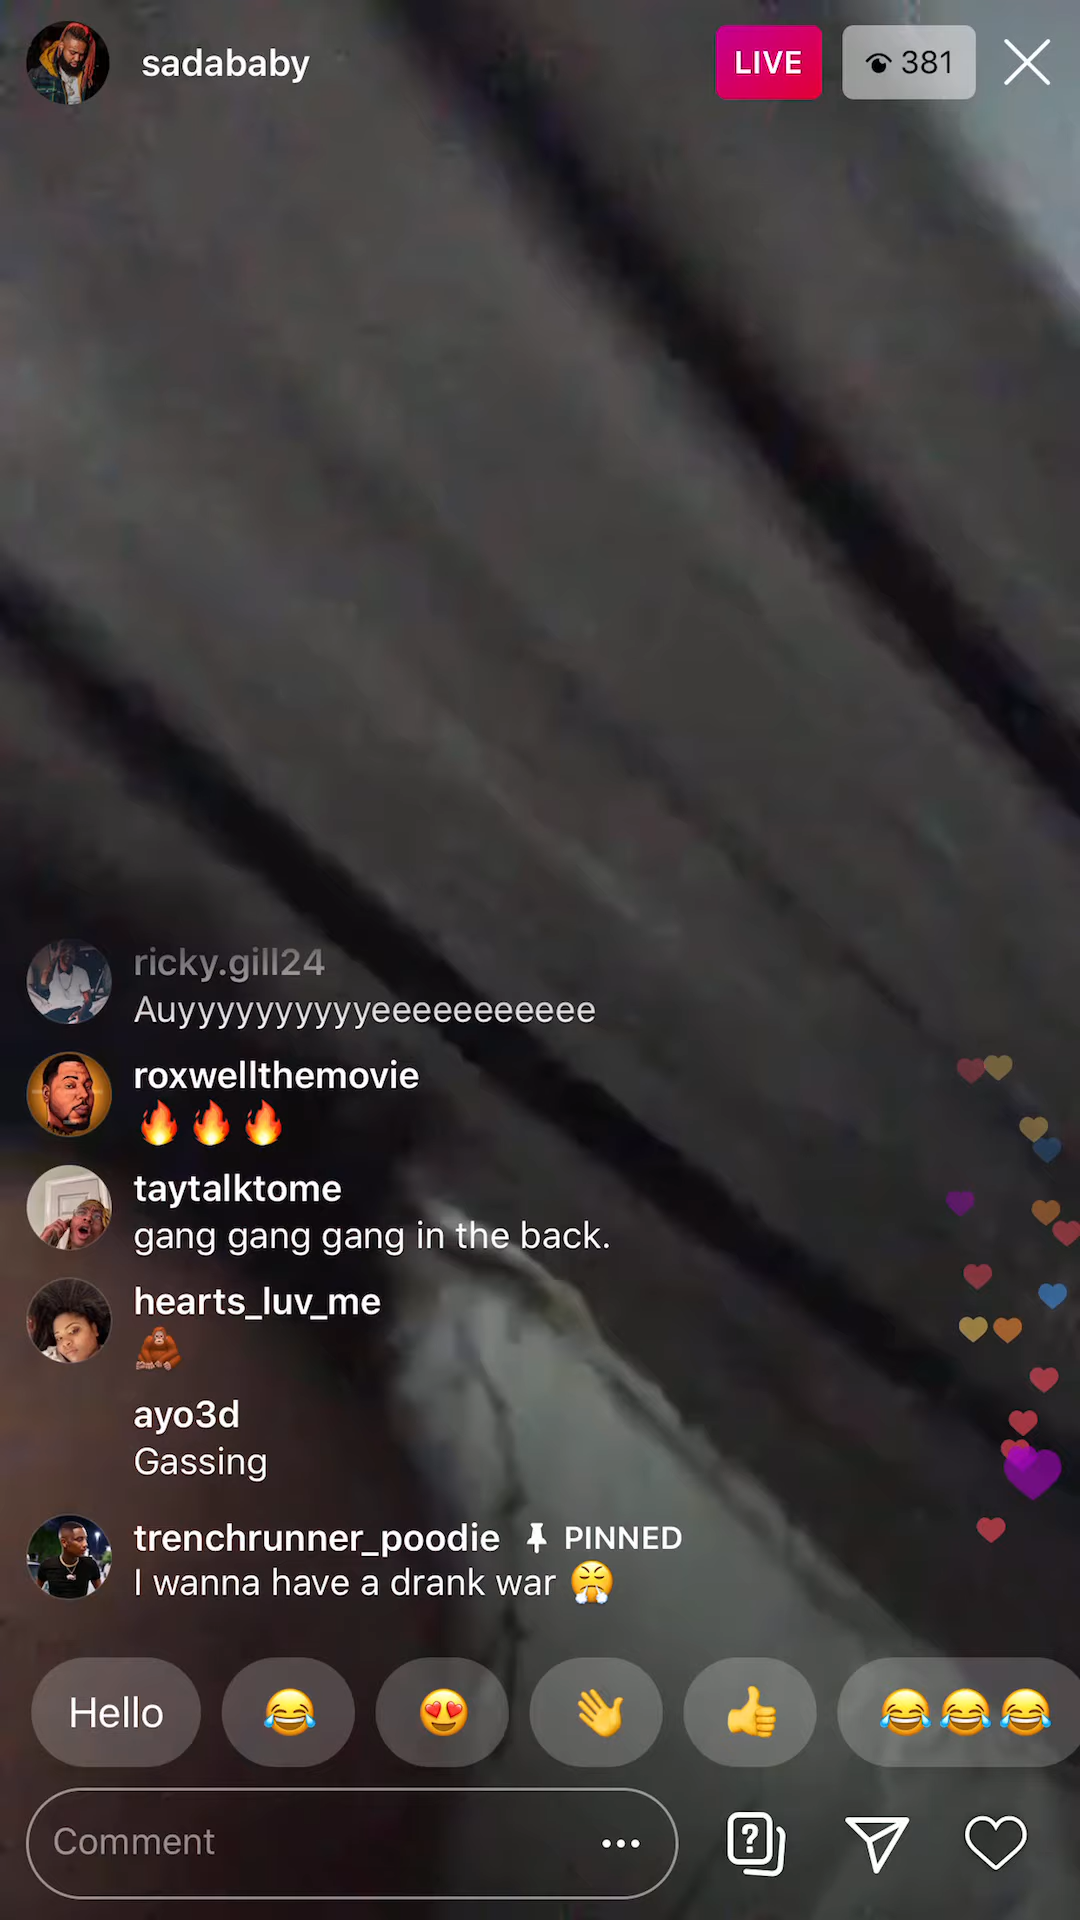 sadababy
LIVE
381
ricky.gill24
Auyyyyyyyyyyeeeeeeeeeee
roxwellthemovie
🔥🔥🔥
taytalktome
gang gang gang in the back.
hearts_luv_me
🦧
ayo3d
Gassing
trenchrunner_poodie PINNED
I wanna have a drank war 😤
Hello 😂 😍 👋 👍 😂😂😂
Comment ...
?